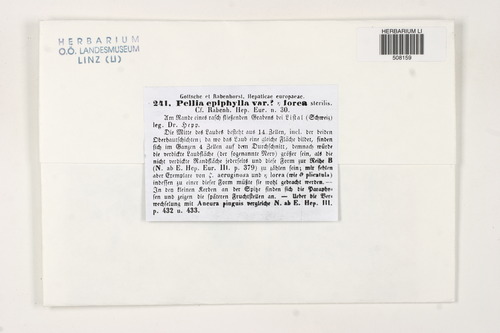 HERBARIUM
O.Ö. LANDESMUSEUM
LINZ (LI)
HERBARIUM LI
508159
Gottsche et Rabenhorst, Hepaticae europaeae.
241. Pellia epiphylla var.? lorea sterilis.
Cf. Rabenh. Hep. Eur. n. 30.
Am Rande eines rasch fließenden Grabens bei Listal (Schweiz)
leg. Dr. Hepp.
Die Mitte des Laubes besteht aus 14 Zellen, incl. der beiden
Oberhautschichten; da wo das Laub eine gleiche Fläche bildet, finden
sich im Ganzen 4 Zellen auf dem Durchschnitt, demnach würde
die verdickte Laubfläche (der sogenannte Nerv) größer sein, als die
nicht verdickte Randfläche jederseits und diese Form zur Reihe B
(N. ab E. Hep. Eur. III. p. 379) zu zählen sein; mir fehlen
aber Exemplare von ζ. aeruginosa und η lorea (wie ϑ plicatula)
indessen zu einer dieser Form müßte sie wohl gebracht werden. —
In den kleinen Kerben an der Spitze finden sich die Paraphy-
sen und zeigen die späteren Fruchtstellen an. — Ueber die Ver-
wechselung mit Aneura pinguis vergleiche N. ab E. Hep. III.
p. 432 u. 433.